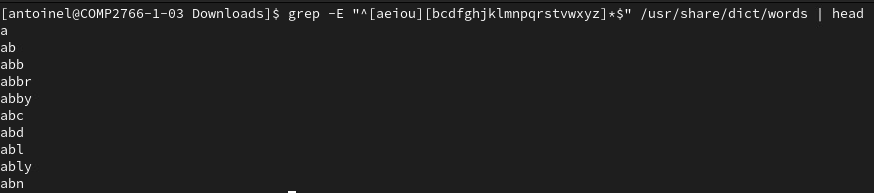 [antoinel@COMP2766-1-03 Downloads]$ grep -E "^[aeiou][bcdfghjklmnpqrstvwxyz]*$" /usr/share/dict/words | head
a
ab
abb
abbr
abby
abc
abd
abl
ably
abn